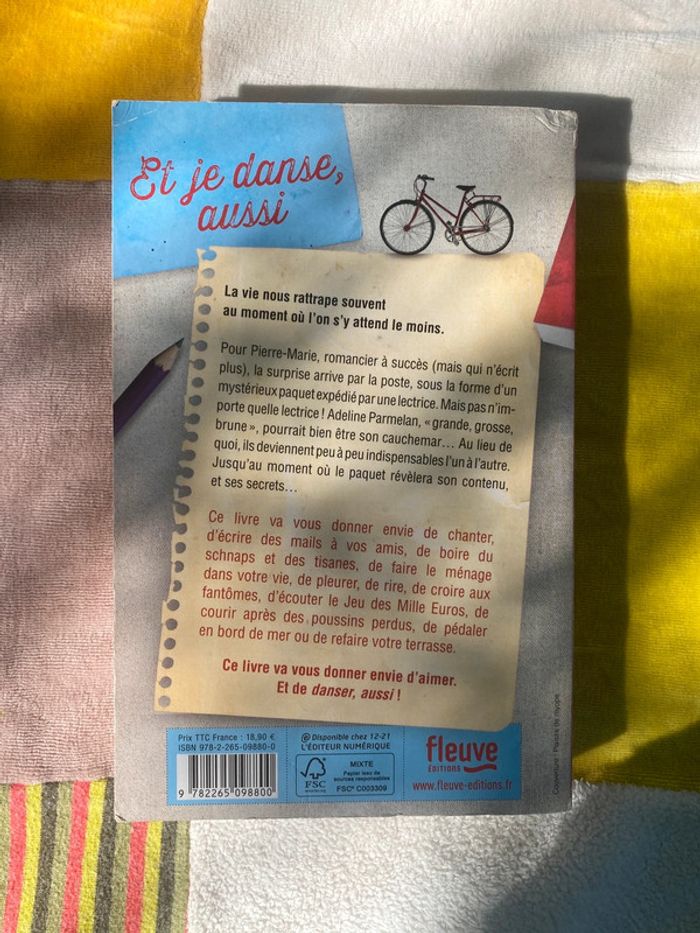 Et je danse,
aussi
La vie nous rattrape souvent
au moment où l'on s'y attend le moins.
Pour Pierre-Marie, romancier à succès (mais qui n'écrit
plus), la surprise arrive par la poste, sous la forme d'un
mystérieux paquet expédié par une lectrice. Mais pas n'im-
porte quelle lectrice ! Adeline Parmelan, « grande, grosse,
brune », pourrait bien être son cauchemar… Au lieu de
quoi, ils deviennent peu à peu indispensables l'un à l'autre.
Jusqu'au moment où le paquet révèlera son contenu,
et ses secrets…
Ce livre va vous donner envie de chanter,
d'écrire des mails à vos amis, de boire du
schnaps et des tisanes, de faire le ménage
dans votre vie, de pleurer, de rire, de croire aux
fantômes, d'écouter le Jeu des Mille Euros, de
courir après des poussins perdus, de pédaler
en bord de mer ou de refaire votre terrasse.
Ce livre va vous donner envie d'aimer.
Et de danser, aussi !
Prix TTC France : 18,90 €
ISBN 978-2-265-09880-0
9 782265 098800
Disponible chez 12-21
L'ÉDITEUR NUMÉRIQUE
FSC
MIXTE
Papier issu de
sources responsables
FSC® C003309
fleuve
ÉDITIONS
www.fleuve-editions.fr
Couverture :